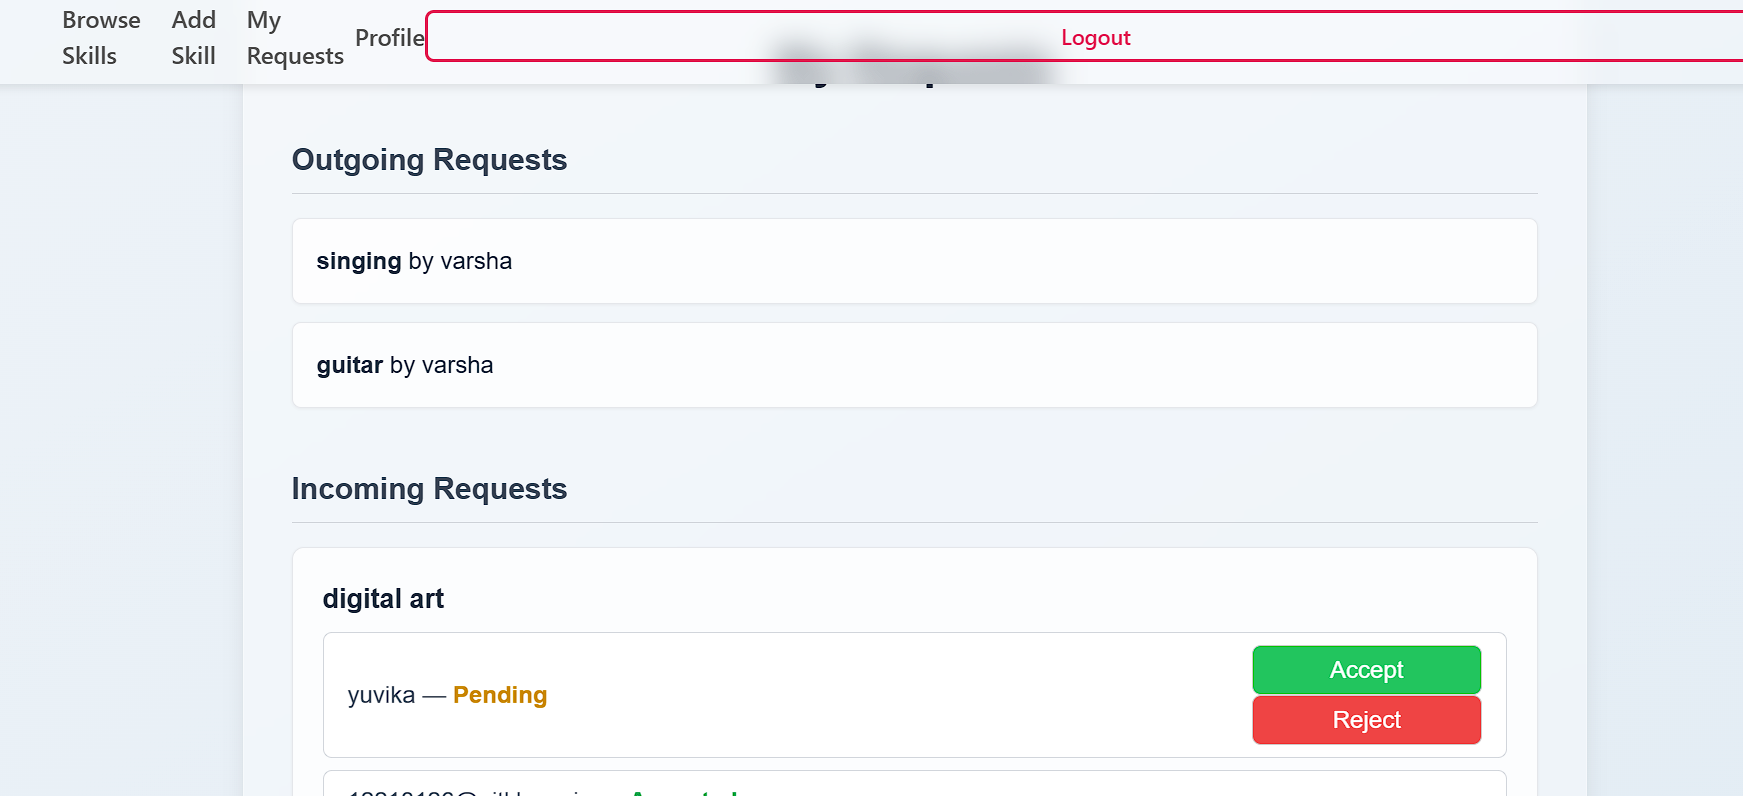 Browse Skills
Add Skill
My Requests
Profile
Logout
Outgoing Requests
singing by varsha
guitar by varsha
Incoming Requests
digital art
yuvika — Pending
Accept
Reject